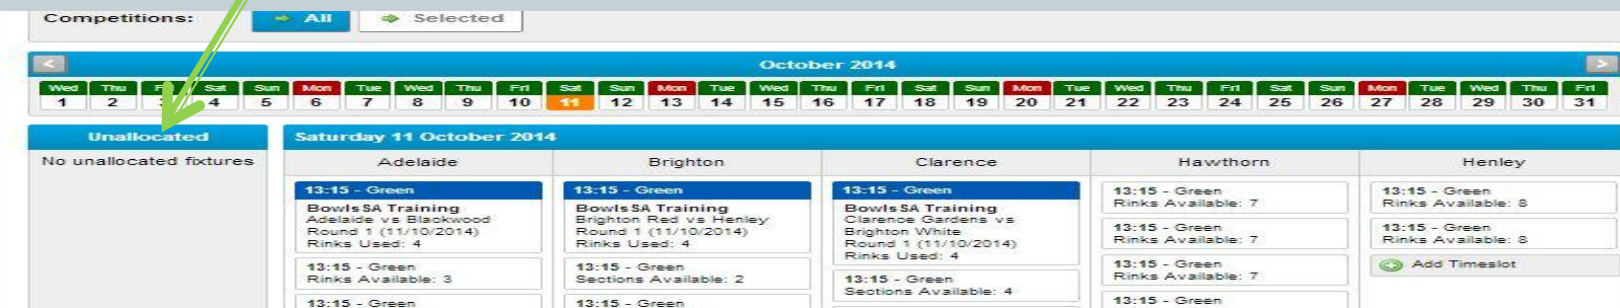 Competitions: All Selected
< October 2014 >
Wed Thu Fri Sat Sun Mon Tue Wed Thu Fri Sat Sun Mon Tue Wed Thu Fri Sat Sun Mon Tue Wed Thu Fri Sat Sun Mon Tue Wed Thu Fri
1 2 3 4 5 6 7 8 9 10 11 12 13 14 15 16 17 18 19 20 21 22 23 24 25 26 27 28 29 30 31
Unallocated
No unallocated fixtures
Saturday 11 October 2014
Adelaide
13:15 - Green
BowlsSA Training
Adelaide vs Blackwood
Round 1 (11/10/2014)
Rinks Used: 4
13:15 - Green
Rinks Available: 3
13:15 - Green
Brighton
13:15 - Green
BowlsSA Training
Brighton Red vs Henley
Round 1 (11/10/2014)
Rinks Used: 4
13:15 - Green
Sections Available: 2
13:15 - Green
Clarence
13:15 - Green
BowlsSA Training
Clarence Gardens vs
Brighton White
Round 1 (11/10/2014)
Rinks Used: 4
13:15 - Green
Sections Available: 4
Hawthorn
13:15 - Green
Rinks Available: 7
13:15 - Green
Rinks Available: 7
13:15 - Green
Rinks Available: 7
13:15 - Green
Henley
13:15 - Green
Rinks Available: 8
13:15 - Green
Rinks Available: 8
Add Timeslot